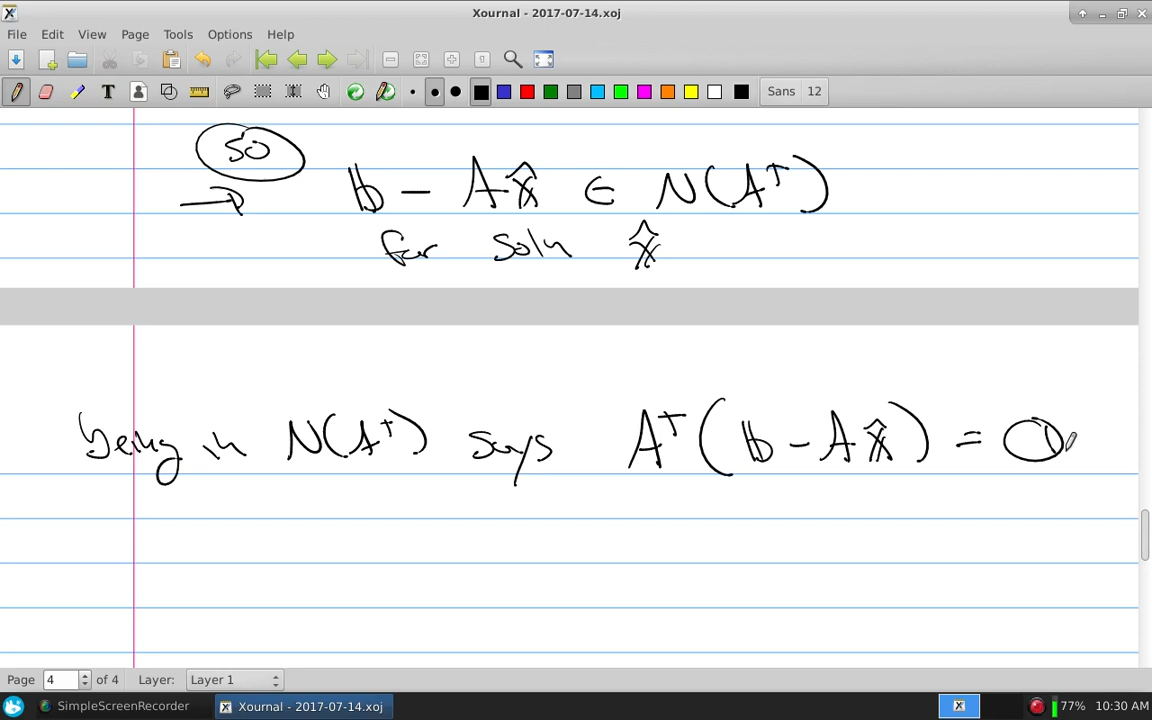 Xournal - 2017-07-14.xoj
File Edit View Page Tools Options Help
Sans 12
so
→ b - Ax̂ ∈ N(Aᵀ)
for soln x̂
being in N(Aᵀ) says Aᵀ(b - Ax̂) = 0
Page 4 of 4 Layer: Layer 1
SimpleScreenRecorder Xournal - 2017-07-14.xoj 77% 10:30 AM